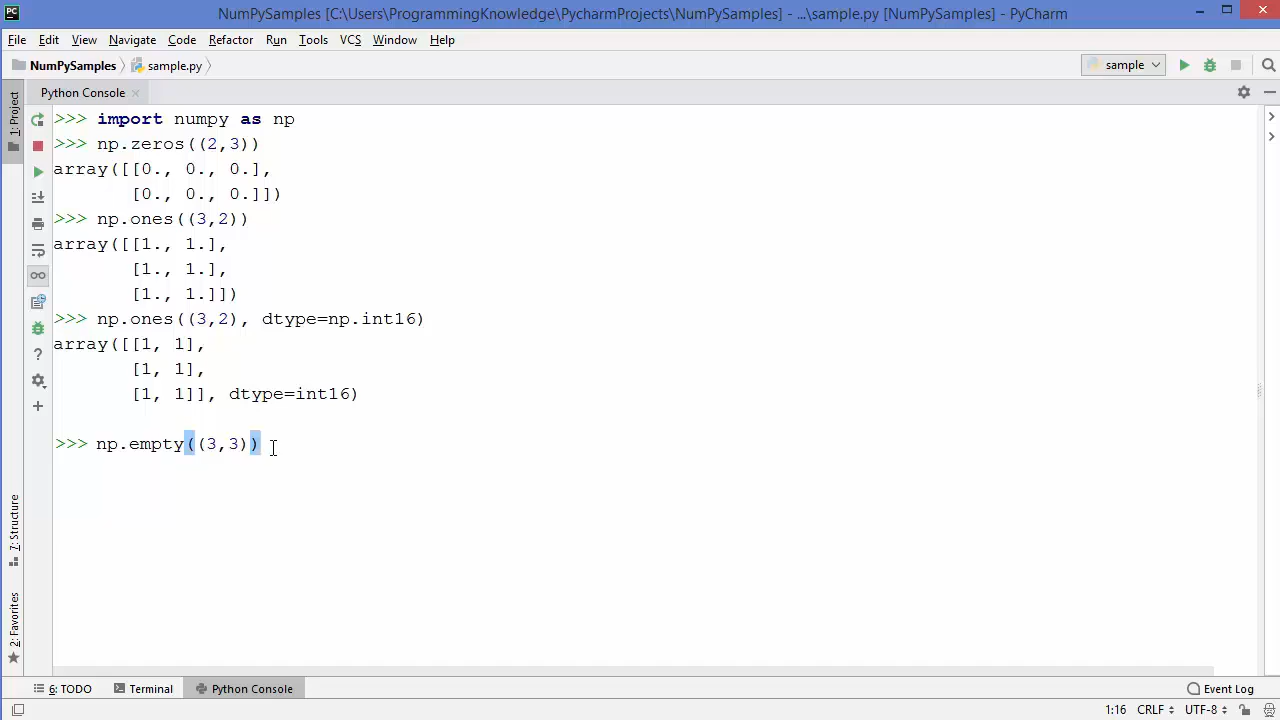 PC
NumPySamples [C:\Users\ProgrammingKnowledge\PycharmProjects\NumPySamples] - ...\sample.py [NumPySamples] - PyCharm
File Edit View Navigate Code Refactor Run Tools VCS Window Help
NumPySamples sample.py sample
1: Project
Python Console
>>> import numpy as np
>>> np.zeros((2,3))
array([[0., 0., 0.],
       [0., 0., 0.]])
>>> np.ones((3,2))
array([[1., 1.],
       [1., 1.],
       [1., 1.]])
>>> np.ones((3,2), dtype=np.int16)
array([[1, 1],
       [1, 1],
       [1, 1]], dtype=int16)
>>> np.empty((3,3))
7: Structure
2: Favorites
6: TODO Terminal Python Console Event Log
1:16 CRLF UTF-8